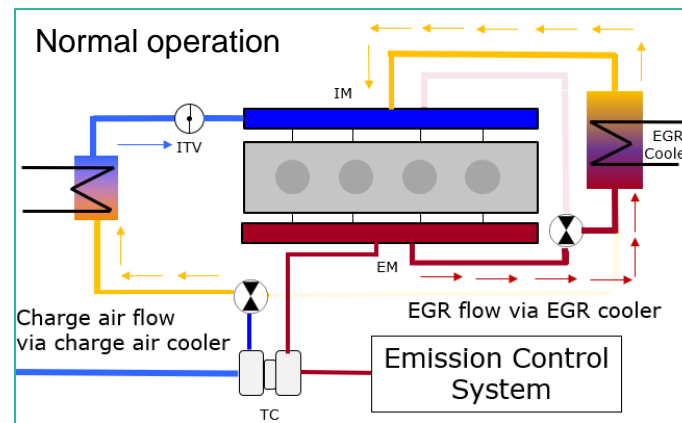 Normal operation
IM
ITV
EGR
Coole
EM
Charge air flow
via charge air cooler
EGR flow via EGR cooler
Emission Control
System
TC